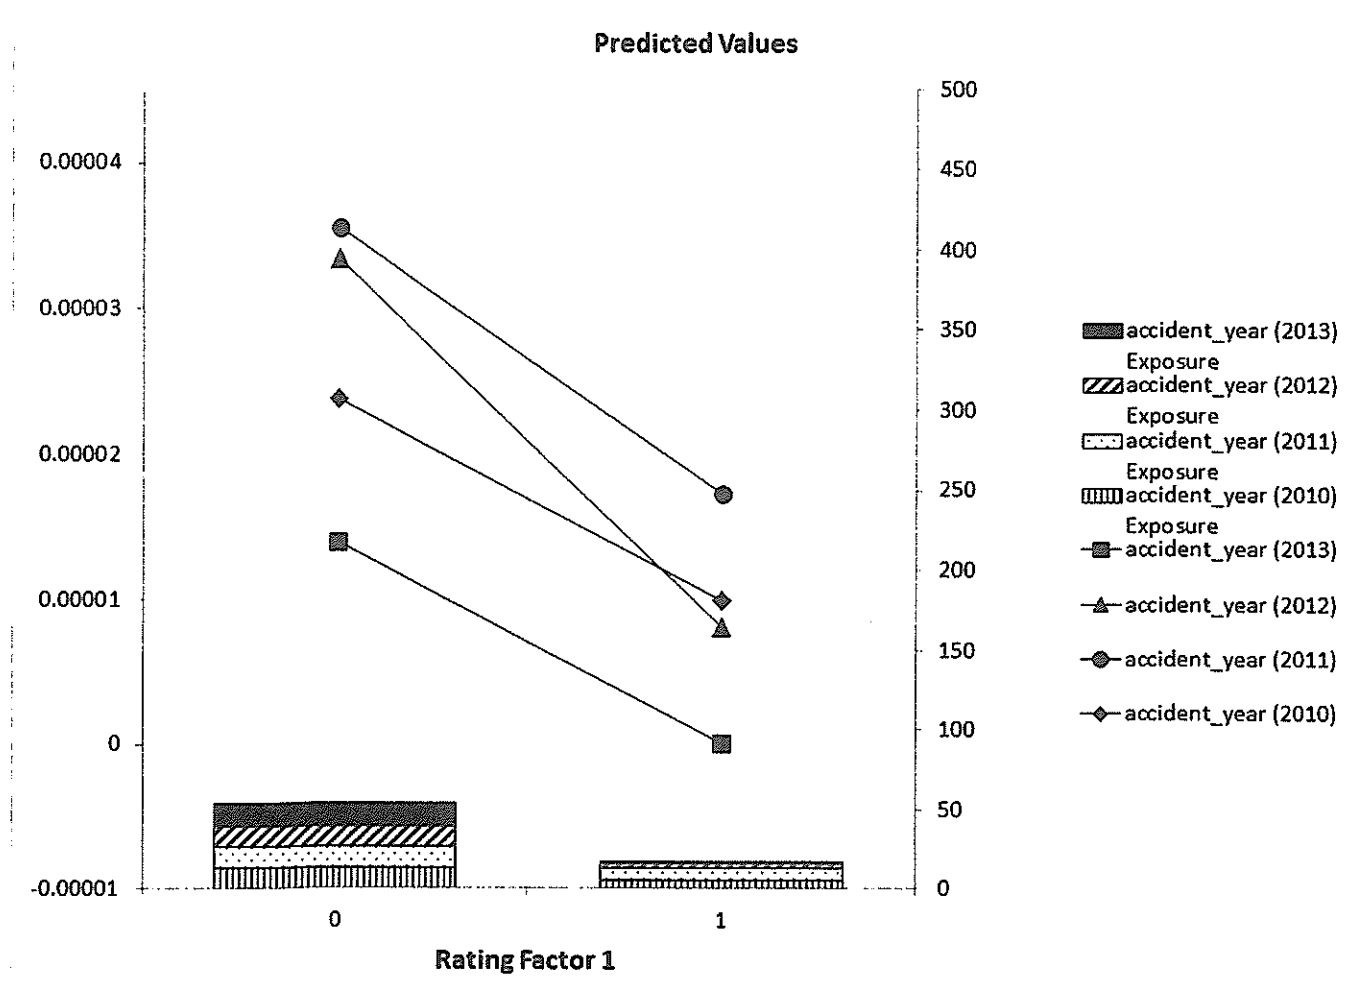 Predicted Values
0.00004
0.00003
0.00002
0.00001
0
-0.00001
500
450
400
350
300
250
200
150
100
50
0
0
1
Rating Factor 1
accident_year (2013)
Exposure
accident_year (2012)
Exposure
accident_year (2011)
Exposure
accident_year (2010)
Exposure
accident_year (2013)
accident_year (2012)
accident_year (2011)
accident_year (2010)